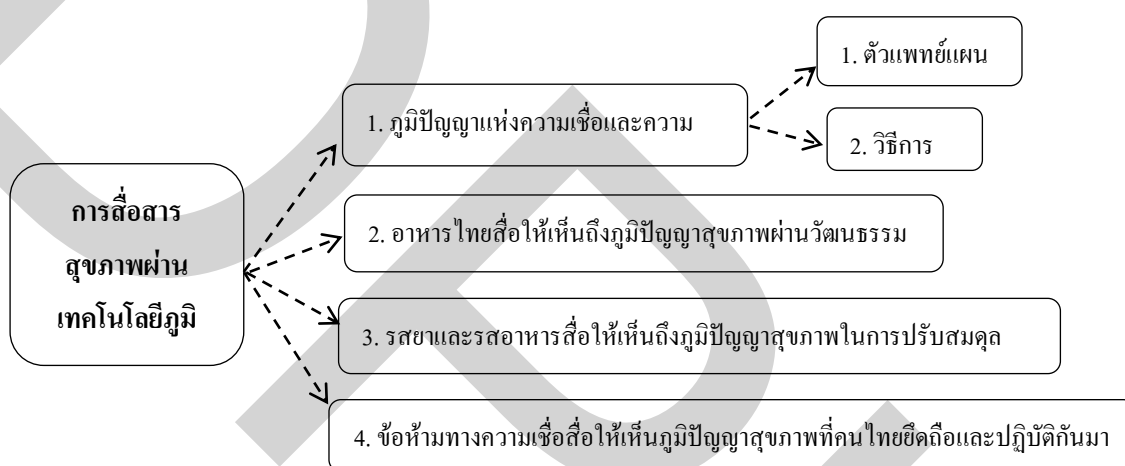 1. ตัวแพทย์แผน
1. ภูมิปัญญาแห่งความเชื่อและความ
2. วิธีการ
การสื่อสาร
สุขภาพผ่าน
เทคโนโลยีภูมิ
2. อาหารไทยสื่อให้เห็นถึงภูมิปัญญาสุขภาพผ่านวัฒนธรรม
3. รสยาและรสอาหารสื่อให้เห็นถึงภูมิปัญญาสุขภาพในการปรับสมดุล
4. ข้อห้ามทางความเชื่อสื่อให้เห็นภูมิปัญญาสุขภาพที่คนไทยยึดถือและปฏิบัติกันมา